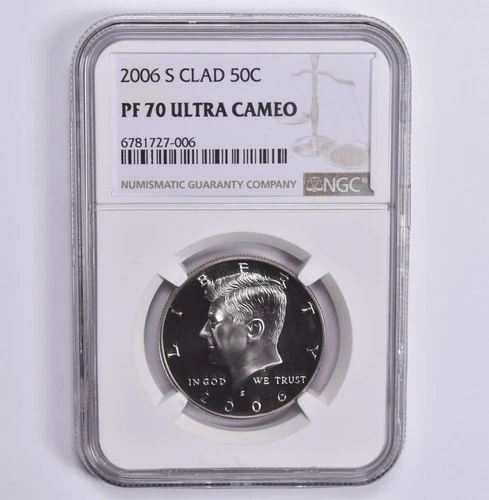 2006 S CLAD 50C
PF 70 ULTRA CAMEO
6781727-006
NUMISMATIC GUARANTY COMPANY
NGC
LIBERTY
IN GOD WE TRUST
S
2006